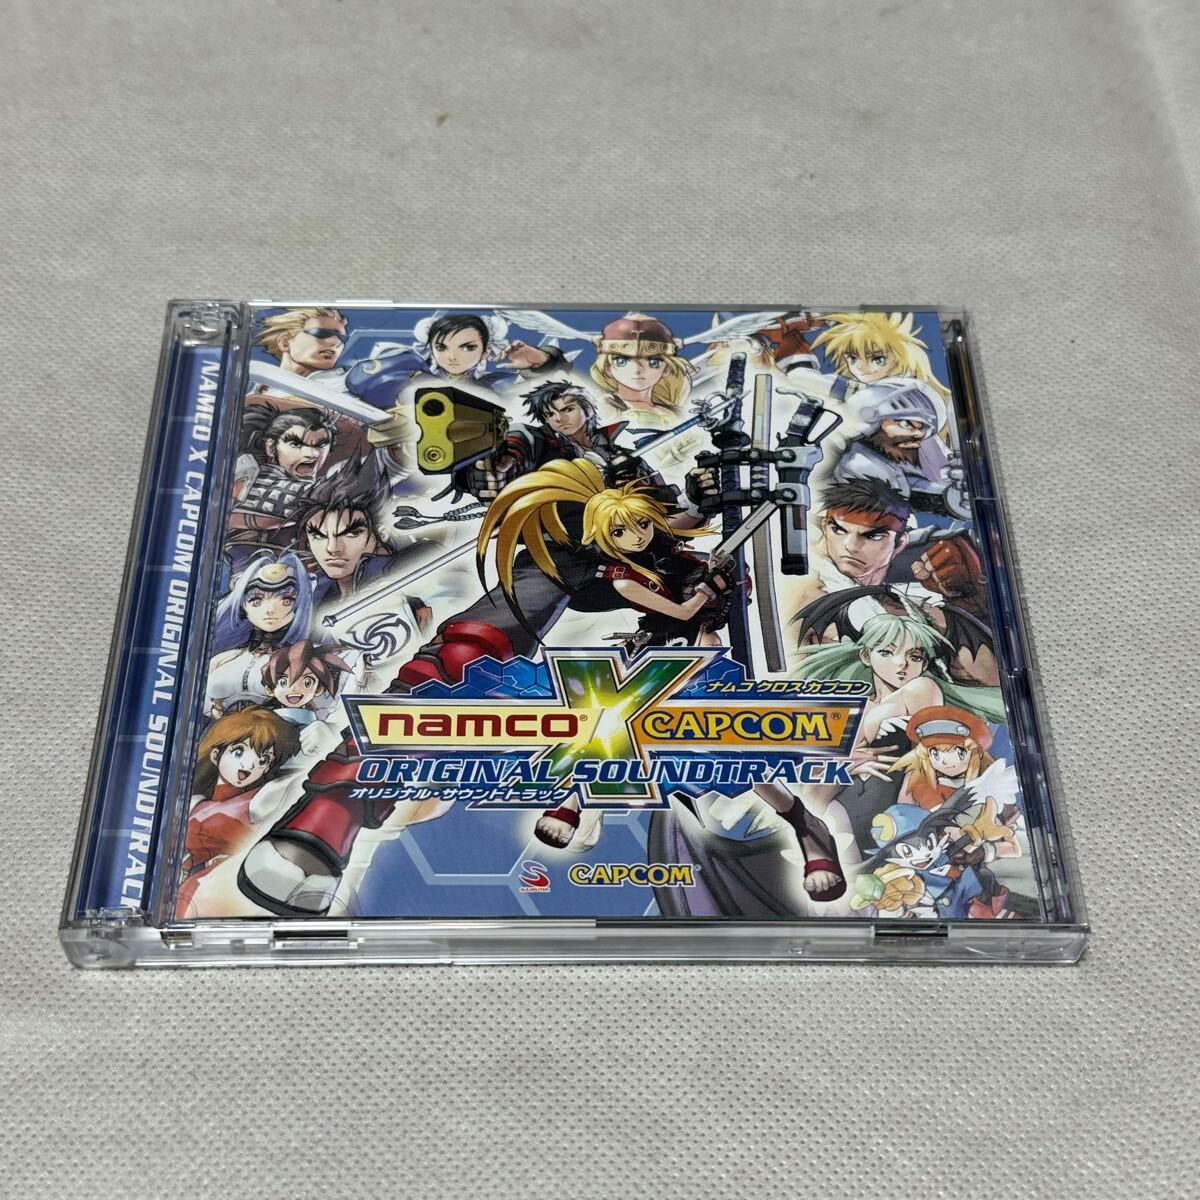 NAMCO X CAPCOM ORIGINAL SOUNDTRACK
ナムコ クロス カプコン
namco® X CAPCOM®
ORIGINAL SOUNDTRACK
オリジナル・サウンドトラック
CAPCOM®